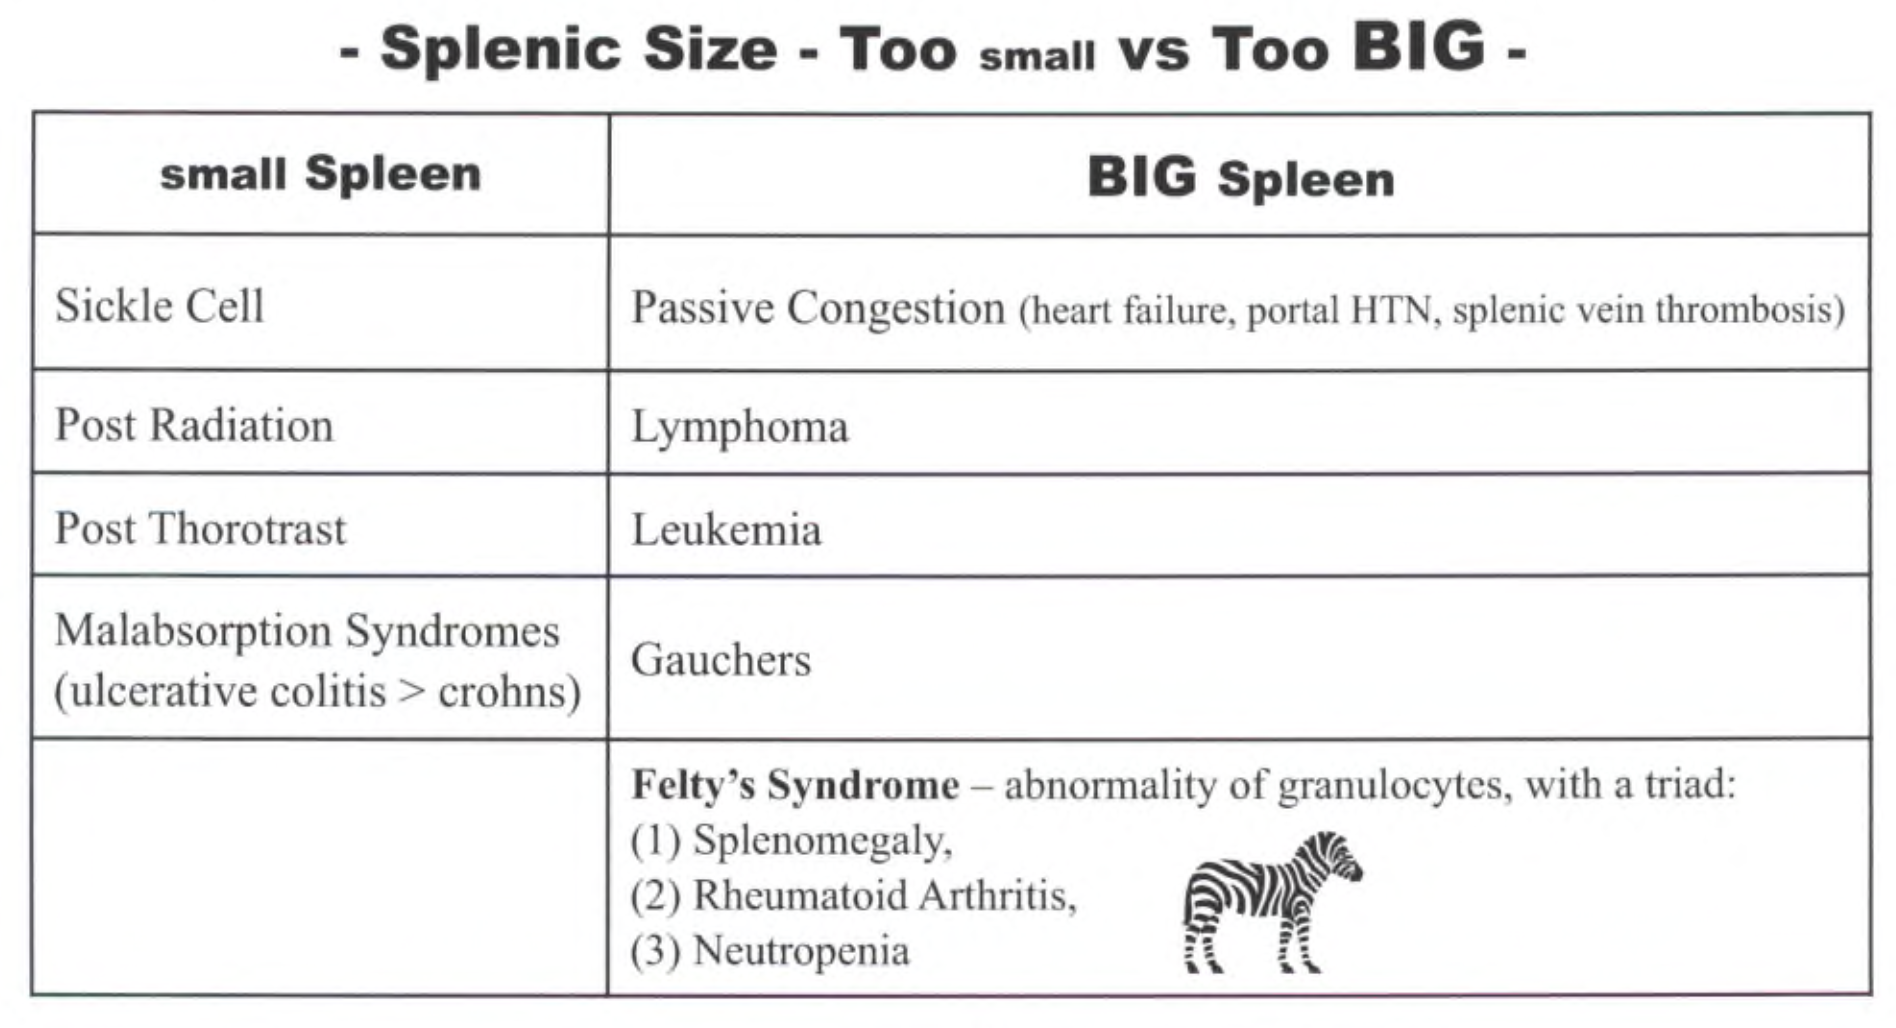 - Splenic Size - Too small vs Too BIG -
small Spleen
BIG Spleen
Sickle Cell
Passive Congestion (heart failure, portal HTN, splenic vein thrombosis)
Post Radiation
Lymphoma
Post Thorotrast
Leukemia
Malabsorption Syndromes
(ulcerative colitis > crohns)
Gauchers
Felty’s Syndrome – abnormality of granulocytes, with a triad:
(1) Splenomegaly,
(2) Rheumatoid Arthritis,
(3) Neutropenia